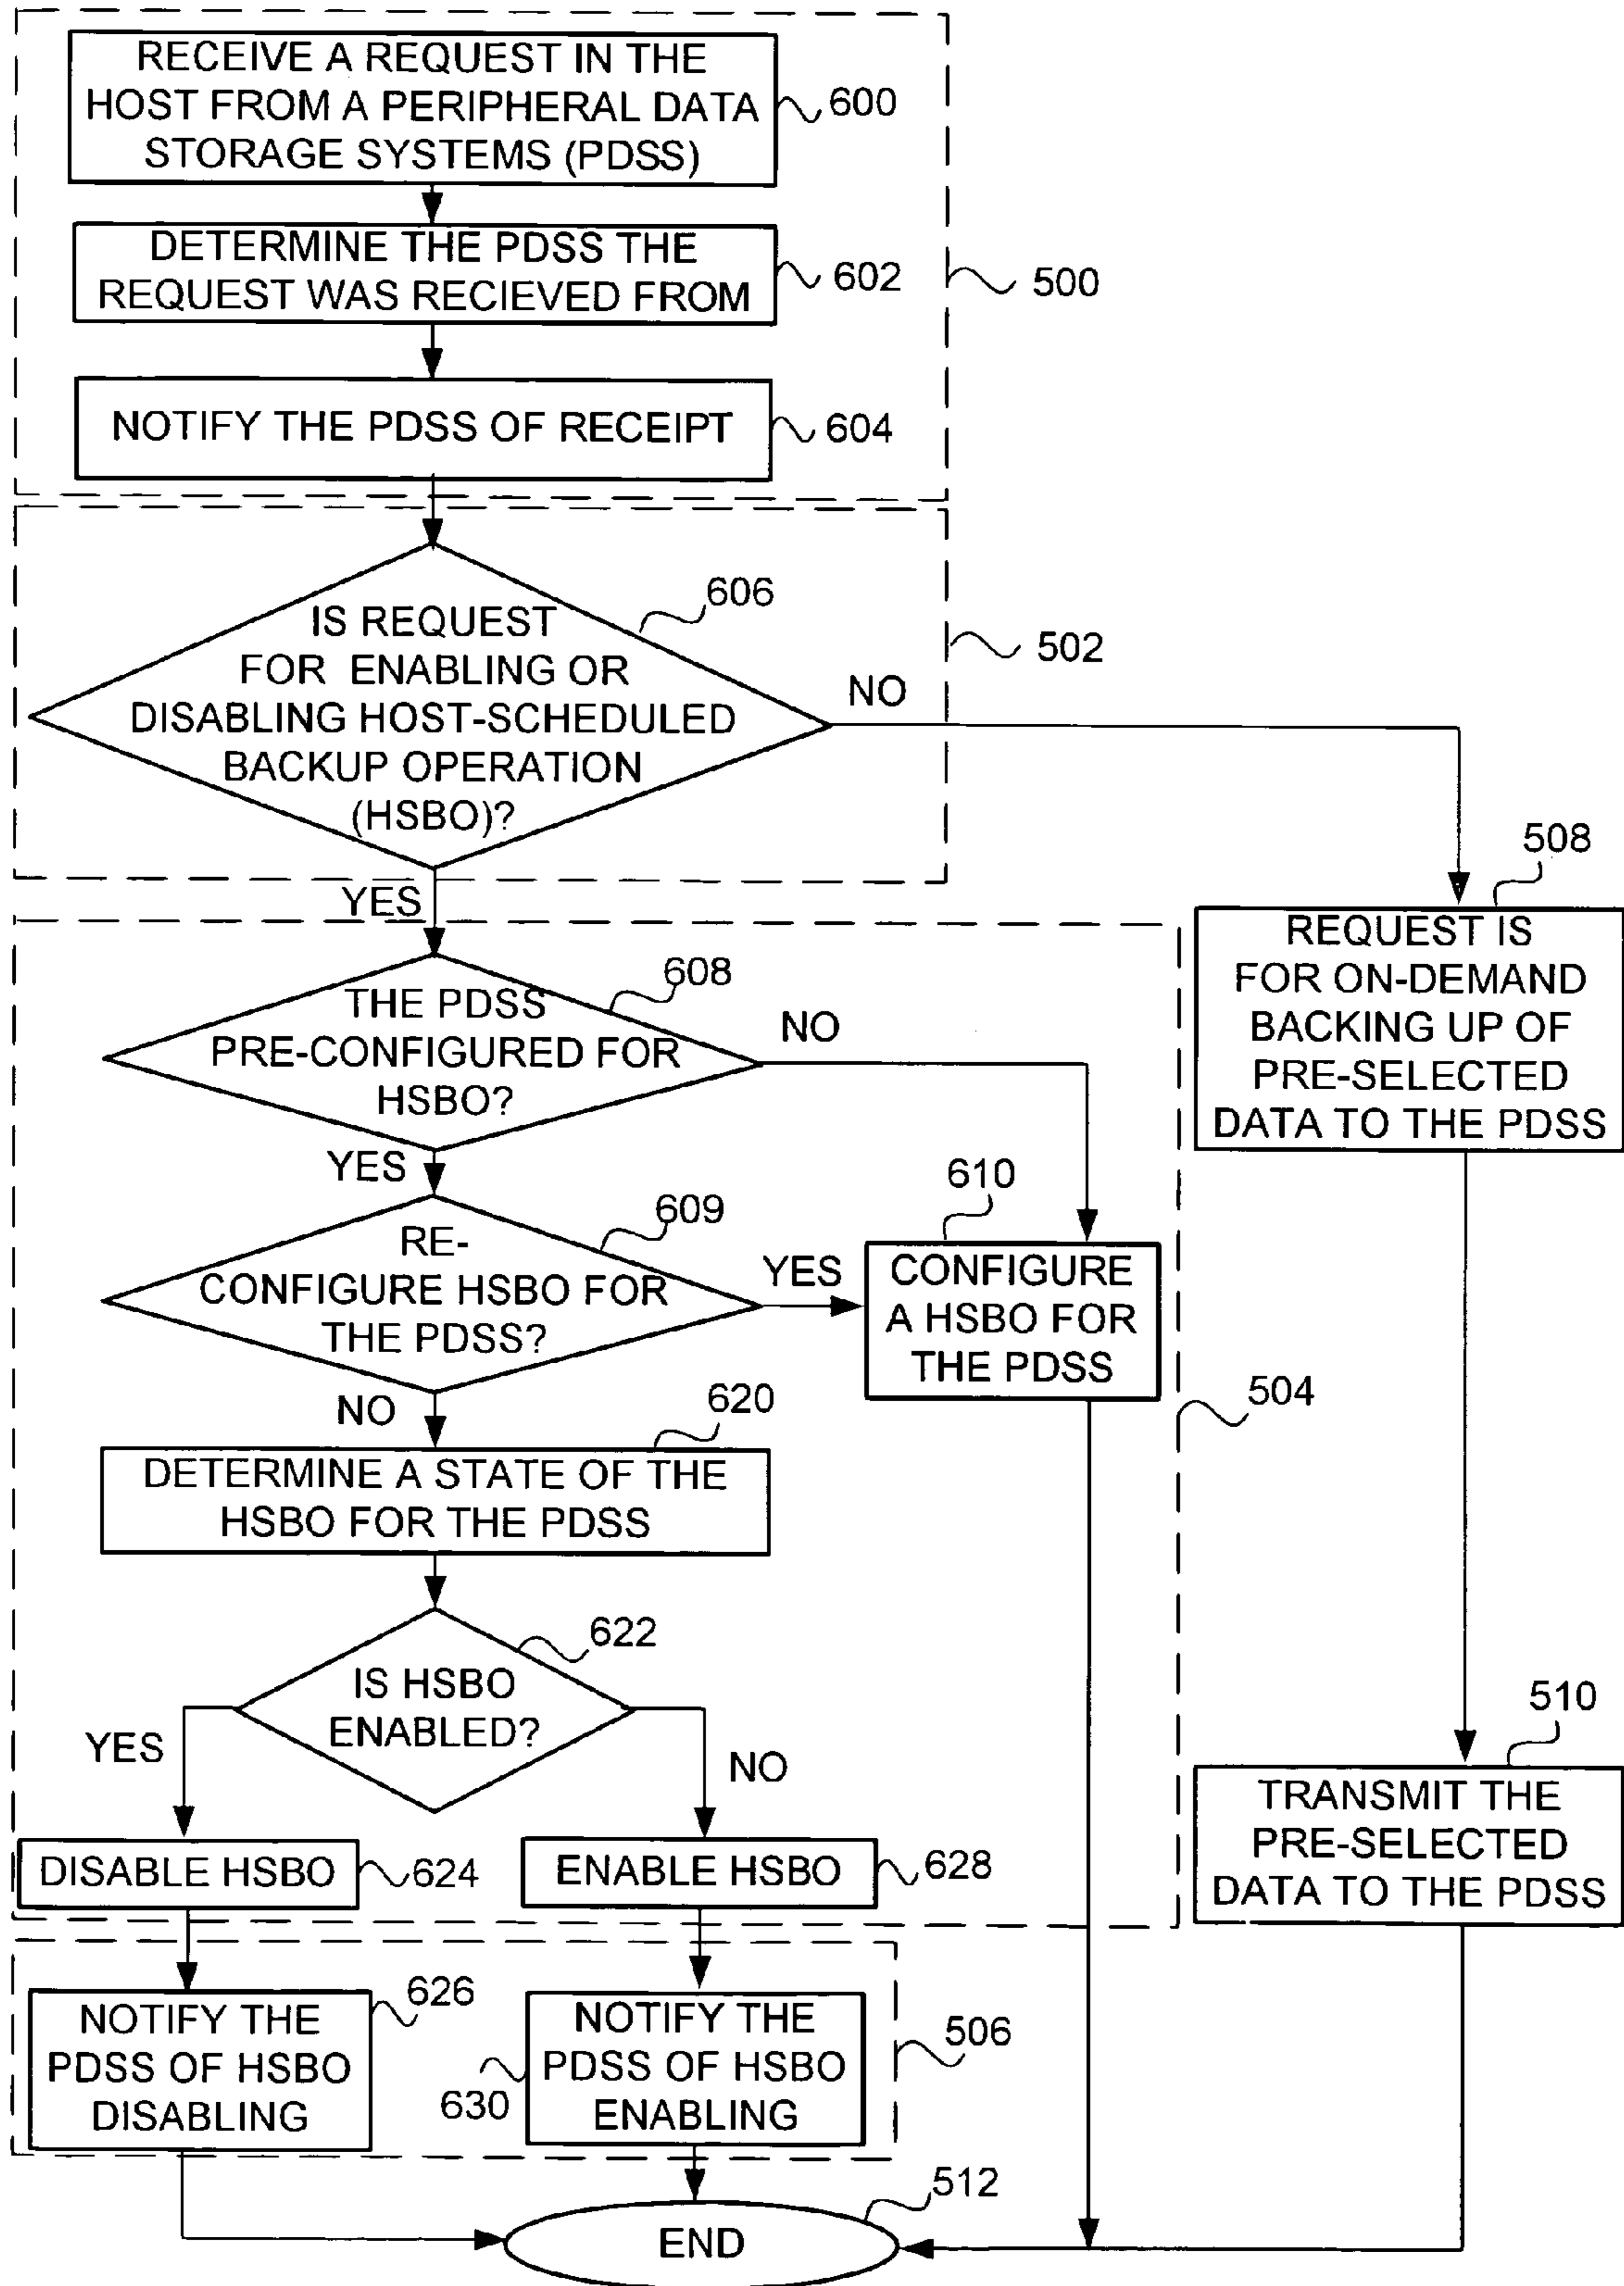 RECEIVE A REQUEST IN THE
HOST FROM A PERIPHERAL DATA
STORAGE SYSTEMS (PDSS)
600
DETERMINE THE PDSS THE
REQUEST WAS RECIEVED FROM
602
500
NOTIFY THE PDSS OF RECEIPT
604
606
IS REQUEST
FOR ENABLING OR
DISABLING HOST-SCHEDULED
BACKUP OPERATION
(HSBO)?
502
NO
YES
508
REQUEST IS
FOR ON-DEMAND
BACKING UP OF
PRE-SELECTED
DATA TO THE PDSS
608
THE PDSS
PRE-CONFIGURED FOR
HSBO?
NO
YES
609
RE-
CONFIGURE HSBO FOR
THE PDSS?
YES
610
CONFIGURE
A HSBO FOR
THE PDSS
504
NO
620
DETERMINE A STATE OF THE
HSBO FOR THE PDSS
622
IS HSBO
ENABLED?
YES
NO
510
TRANSMIT THE
PRE-SELECTED
DATA TO THE PDSS
DISABLE HSBO
624
ENABLE HSBO
628
NOTIFY THE
PDSS OF HSBO
DISABLING
626
NOTIFY THE
PDSS OF HSBO
ENABLING
630
506
512
END